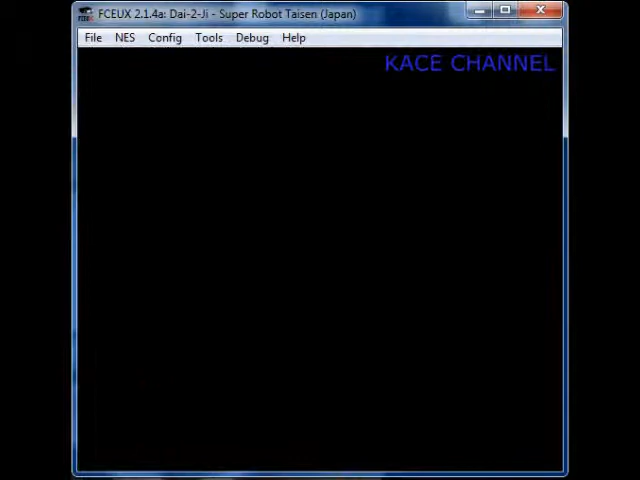 FCEUX 2.1.4a: Dai-2-Ji - Super Robot Taisen (Japan)
File NES Config Tools Debug Help
KACE CHANNEL